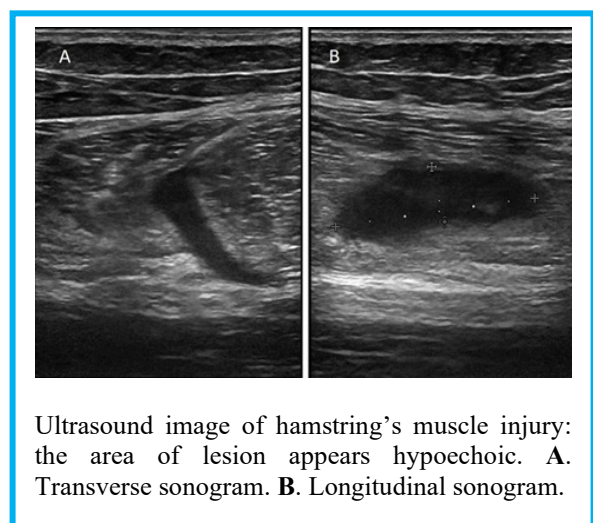 A
B
Ultrasound image of hamstring’s muscle injury:
the area of lesion appears hypoechoic. A.
Transverse sonogram. B. Longitudinal sonogram.